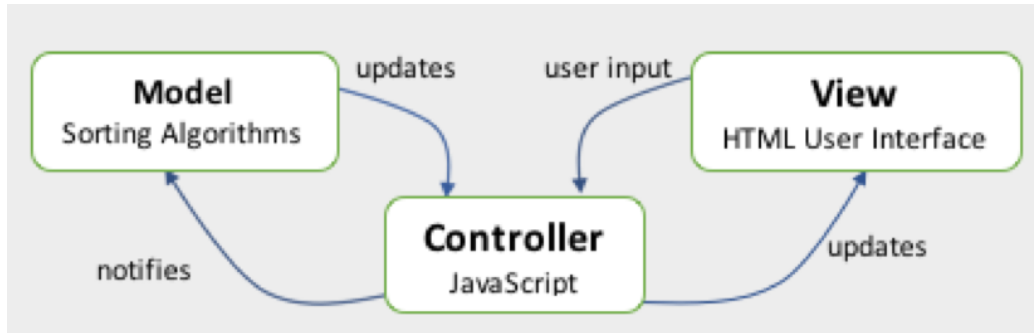 Model
Sorting Algorithms
updates
user input
View
HTML User Interface
Controller
JavaScript
notifies
updates